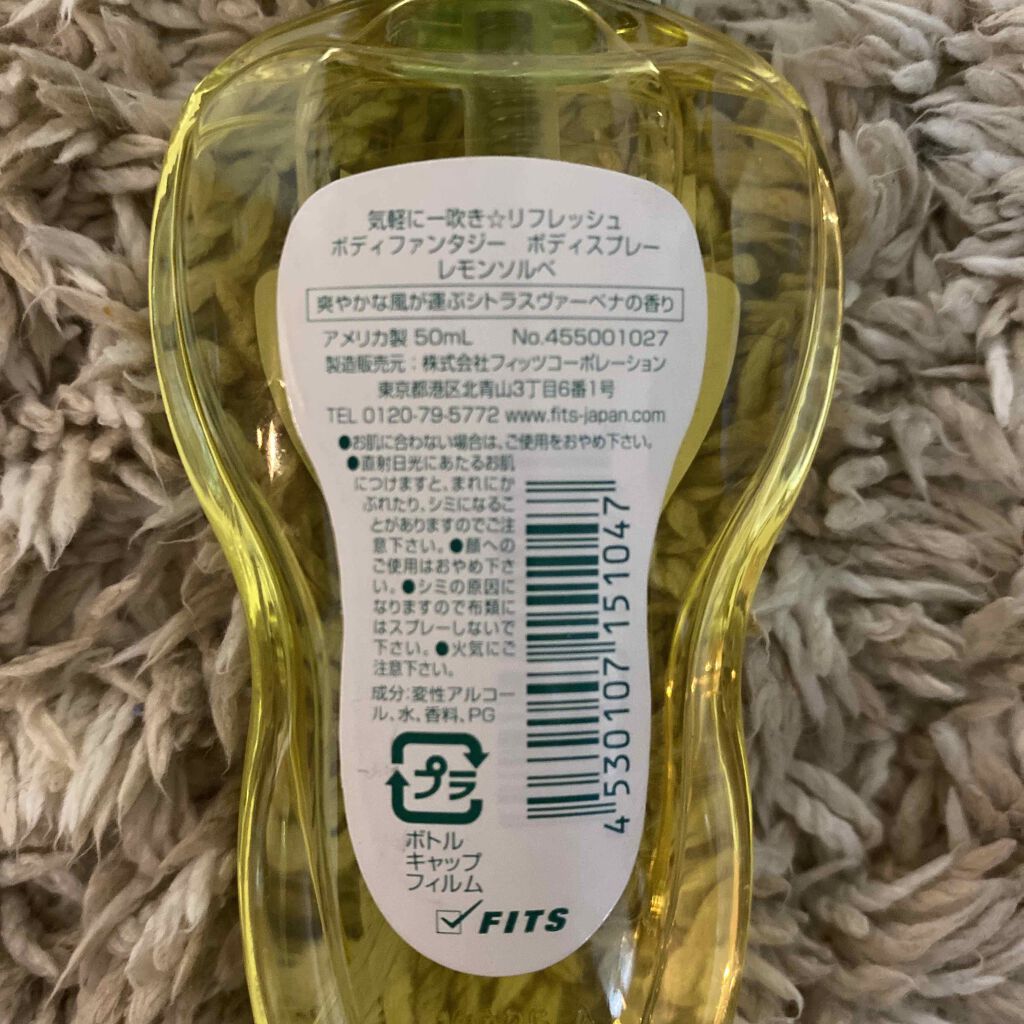 気軽に一吹き☆リフレッシュ
ボディファンタジー ボディスプレー
レモンソルベ
爽やかな風が運ぶシトラスヴァーベナの香り
アメリカ製 50mL No.455001027
製造販売元：株式会社フィッツコーポレーション
東京都港区北青山3丁目6番1号
TEL 0120-79-5772 www.fits-japan.com
●お肌に合わない場合は、ご使用をおやめ下さい。
●直射日光にあたるお肌
につけますと、まれにか
ぶれたり、シミになるこ
とがありますのでご注
意下さい。●顔への
ご使用はおやめ下さ
い。●シミの原因に
なりますので布類に
はスプレーしないで
下さい。●火気にご
注意下さい。
成分：変性アルコー
ル、水、香料、PG
プラ
ボトル
キャップ
フィルム
FITS
4 530107 151047